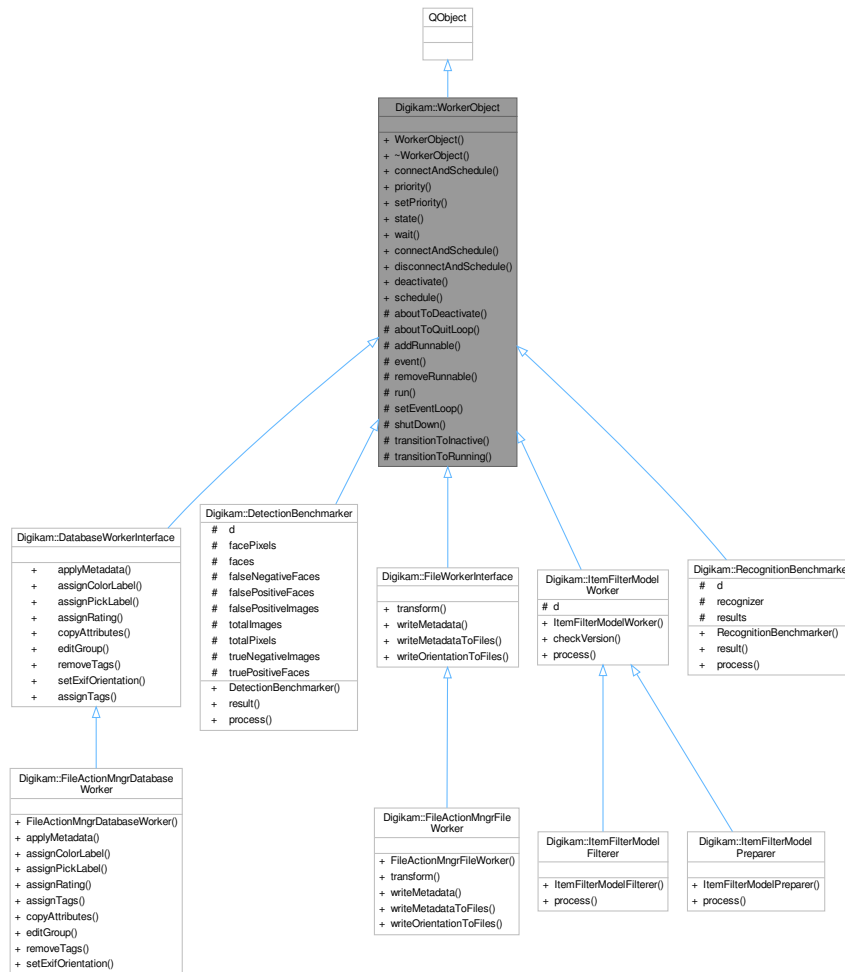 QObject
Digikam::WorkerObject
+ WorkerObject()
+ ~WorkerObject()
+ connectAndSchedule()
+ priority()
+ setPriority()
+ state()
+ wait()
+ connectAndSchedule()
+ disconnectAndSchedule()
+ deactivate()
+ schedule()
# aboutToDeactivate()
# aboutToQuitLoop()
# addRunnable()
# event()
# removeRunnable()
# run()
# setEventLoop()
# shutDown()
# transitionToInactive()
# transitionToRunning()
Digikam::DatabaseWorkerInterface
+ applyMetadata()
+ assignColorLabel()
+ assignPickLabel()
+ assignRating()
+ copyAttributes()
+ editGroup()
+ removeTags()
+ setExifOrientation()
+ assignTags()
Digikam::DetectionBenchmarker
# d
# facePixels
# faces
# falseNegativeFaces
# falsePositiveFaces
# falsePositiveImages
# totalImages
# totalPixels
# trueNegativeImages
# truePositiveFaces
+ DetectionBenchmarker()
+ result()
+ process()
Digikam::FileWorkerInterface
+ transform()
+ writeMetadata()
+ writeMetadataToFiles()
+ writeOrientationToFiles()
Digikam::ItemFilterModel
Worker
# d
+ ItemFilterModelWorker()
+ checkVersion()
+ process()
Digikam::RecognitionBenchmarker
# d
# recognizer
# results
+ RecognitionBenchmarker()
+ result()
+ process()
Digikam::FileActionMngrDatabase
Worker
+ FileActionMngrDatabaseWorker()
+ applyMetadata()
+ assignColorLabel()
+ assignPickLabel()
+ assignRating()
+ assignTags()
+ copyAttributes()
+ editGroup()
+ removeTags()
+ setExifOrientation()
Digikam::FileActionMngrFile
Worker
+ FileActionMngrFileWorker()
+ transform()
+ writeMetadata()
+ writeMetadataToFiles()
+ writeOrientationToFiles()
Digikam::ItemFilterModel
Filterer
+ ItemFilterModelFilterer()
+ process()
Digikam::ItemFilterModel
Preparer
+ ItemFilterModelPreparer()
+ process()